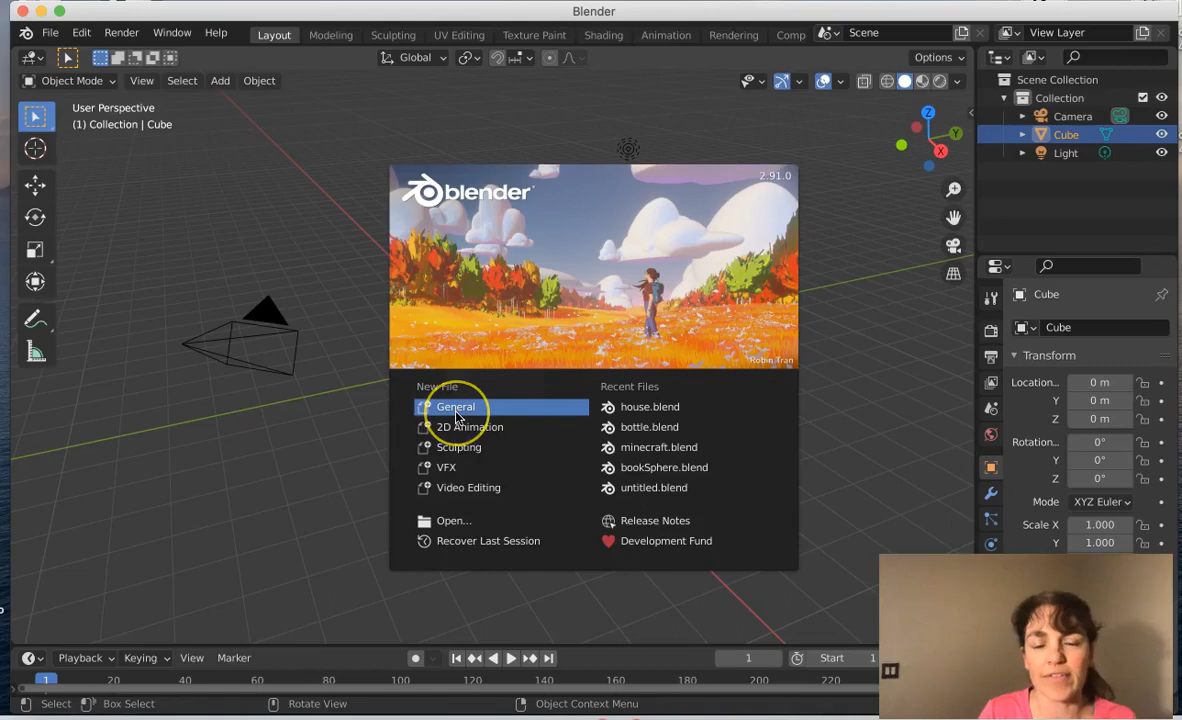 Blender
File Edit Render Window Help
Layout Modeling Sculpting UV Editing Texture Paint Shading Animation Rendering Comp
Scene
View Layer
Global
Options
Object Mode View Select Add Object
User Perspective
(1) Collection | Cube
Z
Y
X
Scene Collection
Collection
Camera
Cube
Light
blender
2.91.0
Robin Tran
New File
General
2D Animation
Sculpting
VFX
Video Editing
Open...
Recover Last Session
Recent Files
house.blend
bottle.blend
minecraft.blend
bookSphere.blend
untitled.blend
Release Notes
Development Fund
Cube
Cube
Transform
Location... 0 m
Y 0 m
Z 0 m
Rotation... 0°
Y 0°
Z 0°
Mode XYZ Euler
Scale X 1.000
Y 1.000
Playback Keying View Marker
1 Start 1
1 20 40 60 80 100 120 140 160 180 200 220
Select Box Select Rotate View Object Context Menu